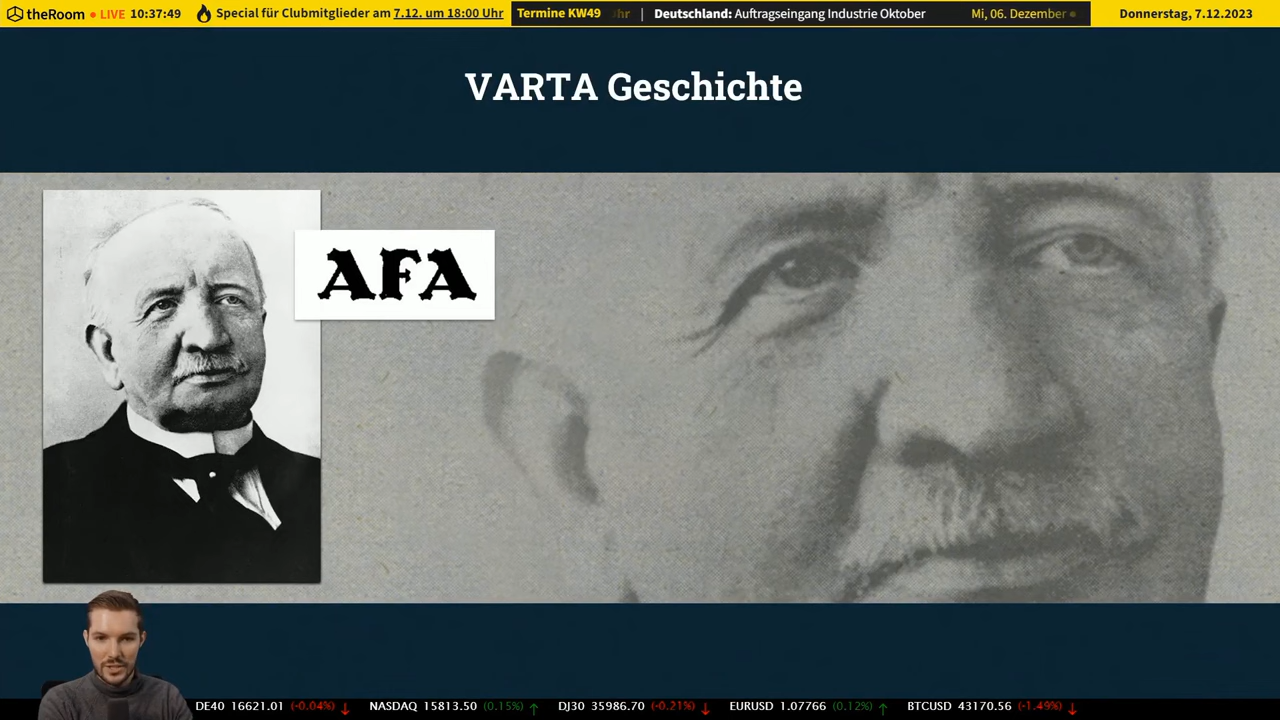 theRoom • LIVE 10:37:49
Special für Clubmitglieder am 7.12. um 18:00 Uhr
Termine KW49 | Deutschland: Auftragseingang Industrie Oktober Mi, 06. Dezember
Donnerstag, 7.12.2023
VARTA Geschichte
AFA
DE40 16621.01 (-0.04%) ↓ NASDAQ 15813.50 (0.15%) ↑ DJ30 35986.70 (-0.21%) ↓ EURUSD 1.07766 (0.12%) ↑ BTCUSD 43170.56 (-1.49%) ↓